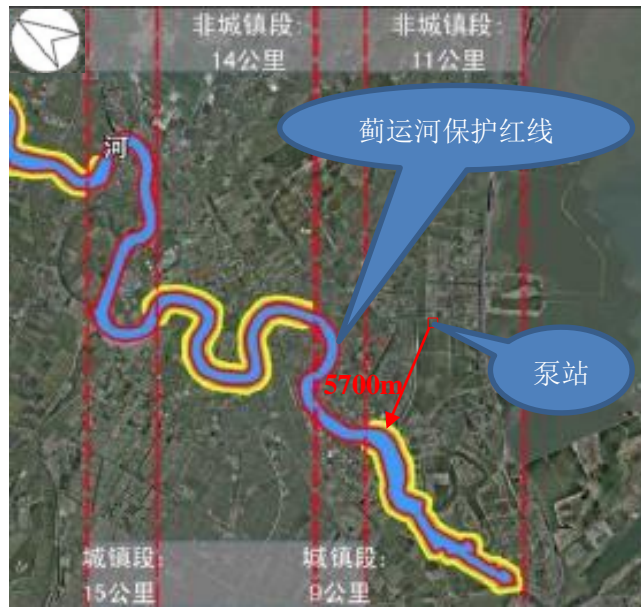 非城镇段:
14公里
非城镇段:
11公里
蓟运河保护红线
河
泵站
5700m
城镇段:
15公里
城镇段:
9公里